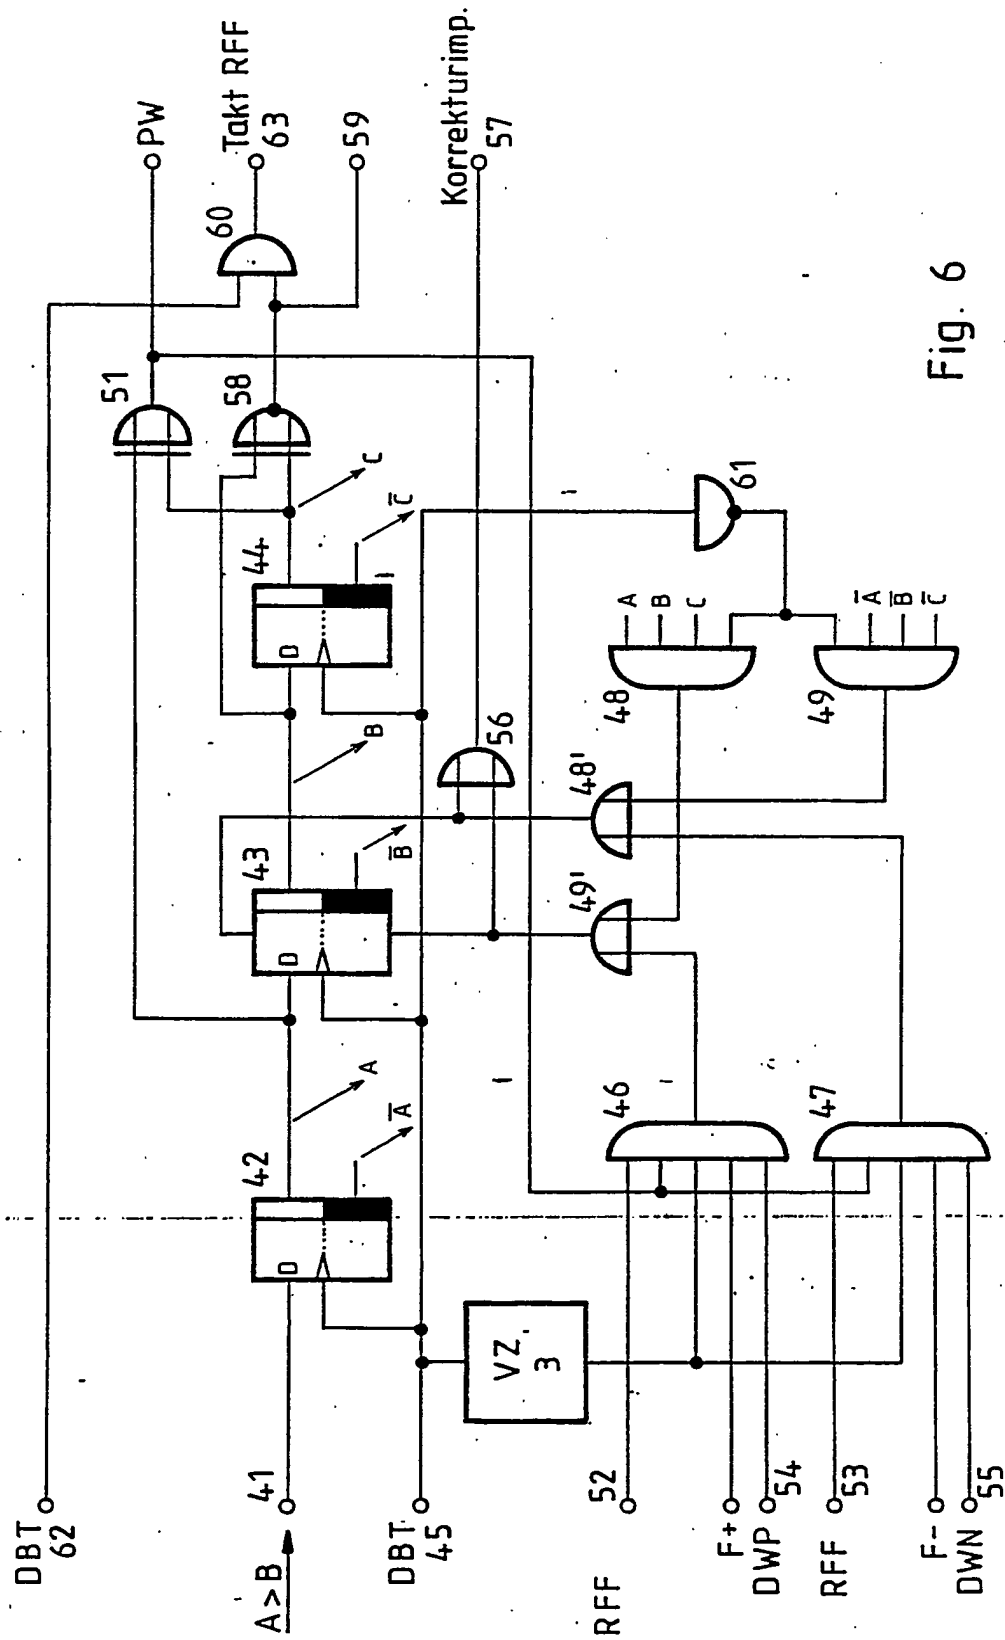 DBT
62
A>B
41
DBT
45
RFF
52
F+
DWP
54
RFF
53
F-
DWN
55
VZ
3
42
D
A
A̅
43
D
B
B̅
44
D
C
C̅
51
58
60
PW
Takt RFF
63
59
Korrekturimp.
57
56
46
47
49'
48'
48
49
A
B
C
A̅
B̅
C̅
61
Fig. 6